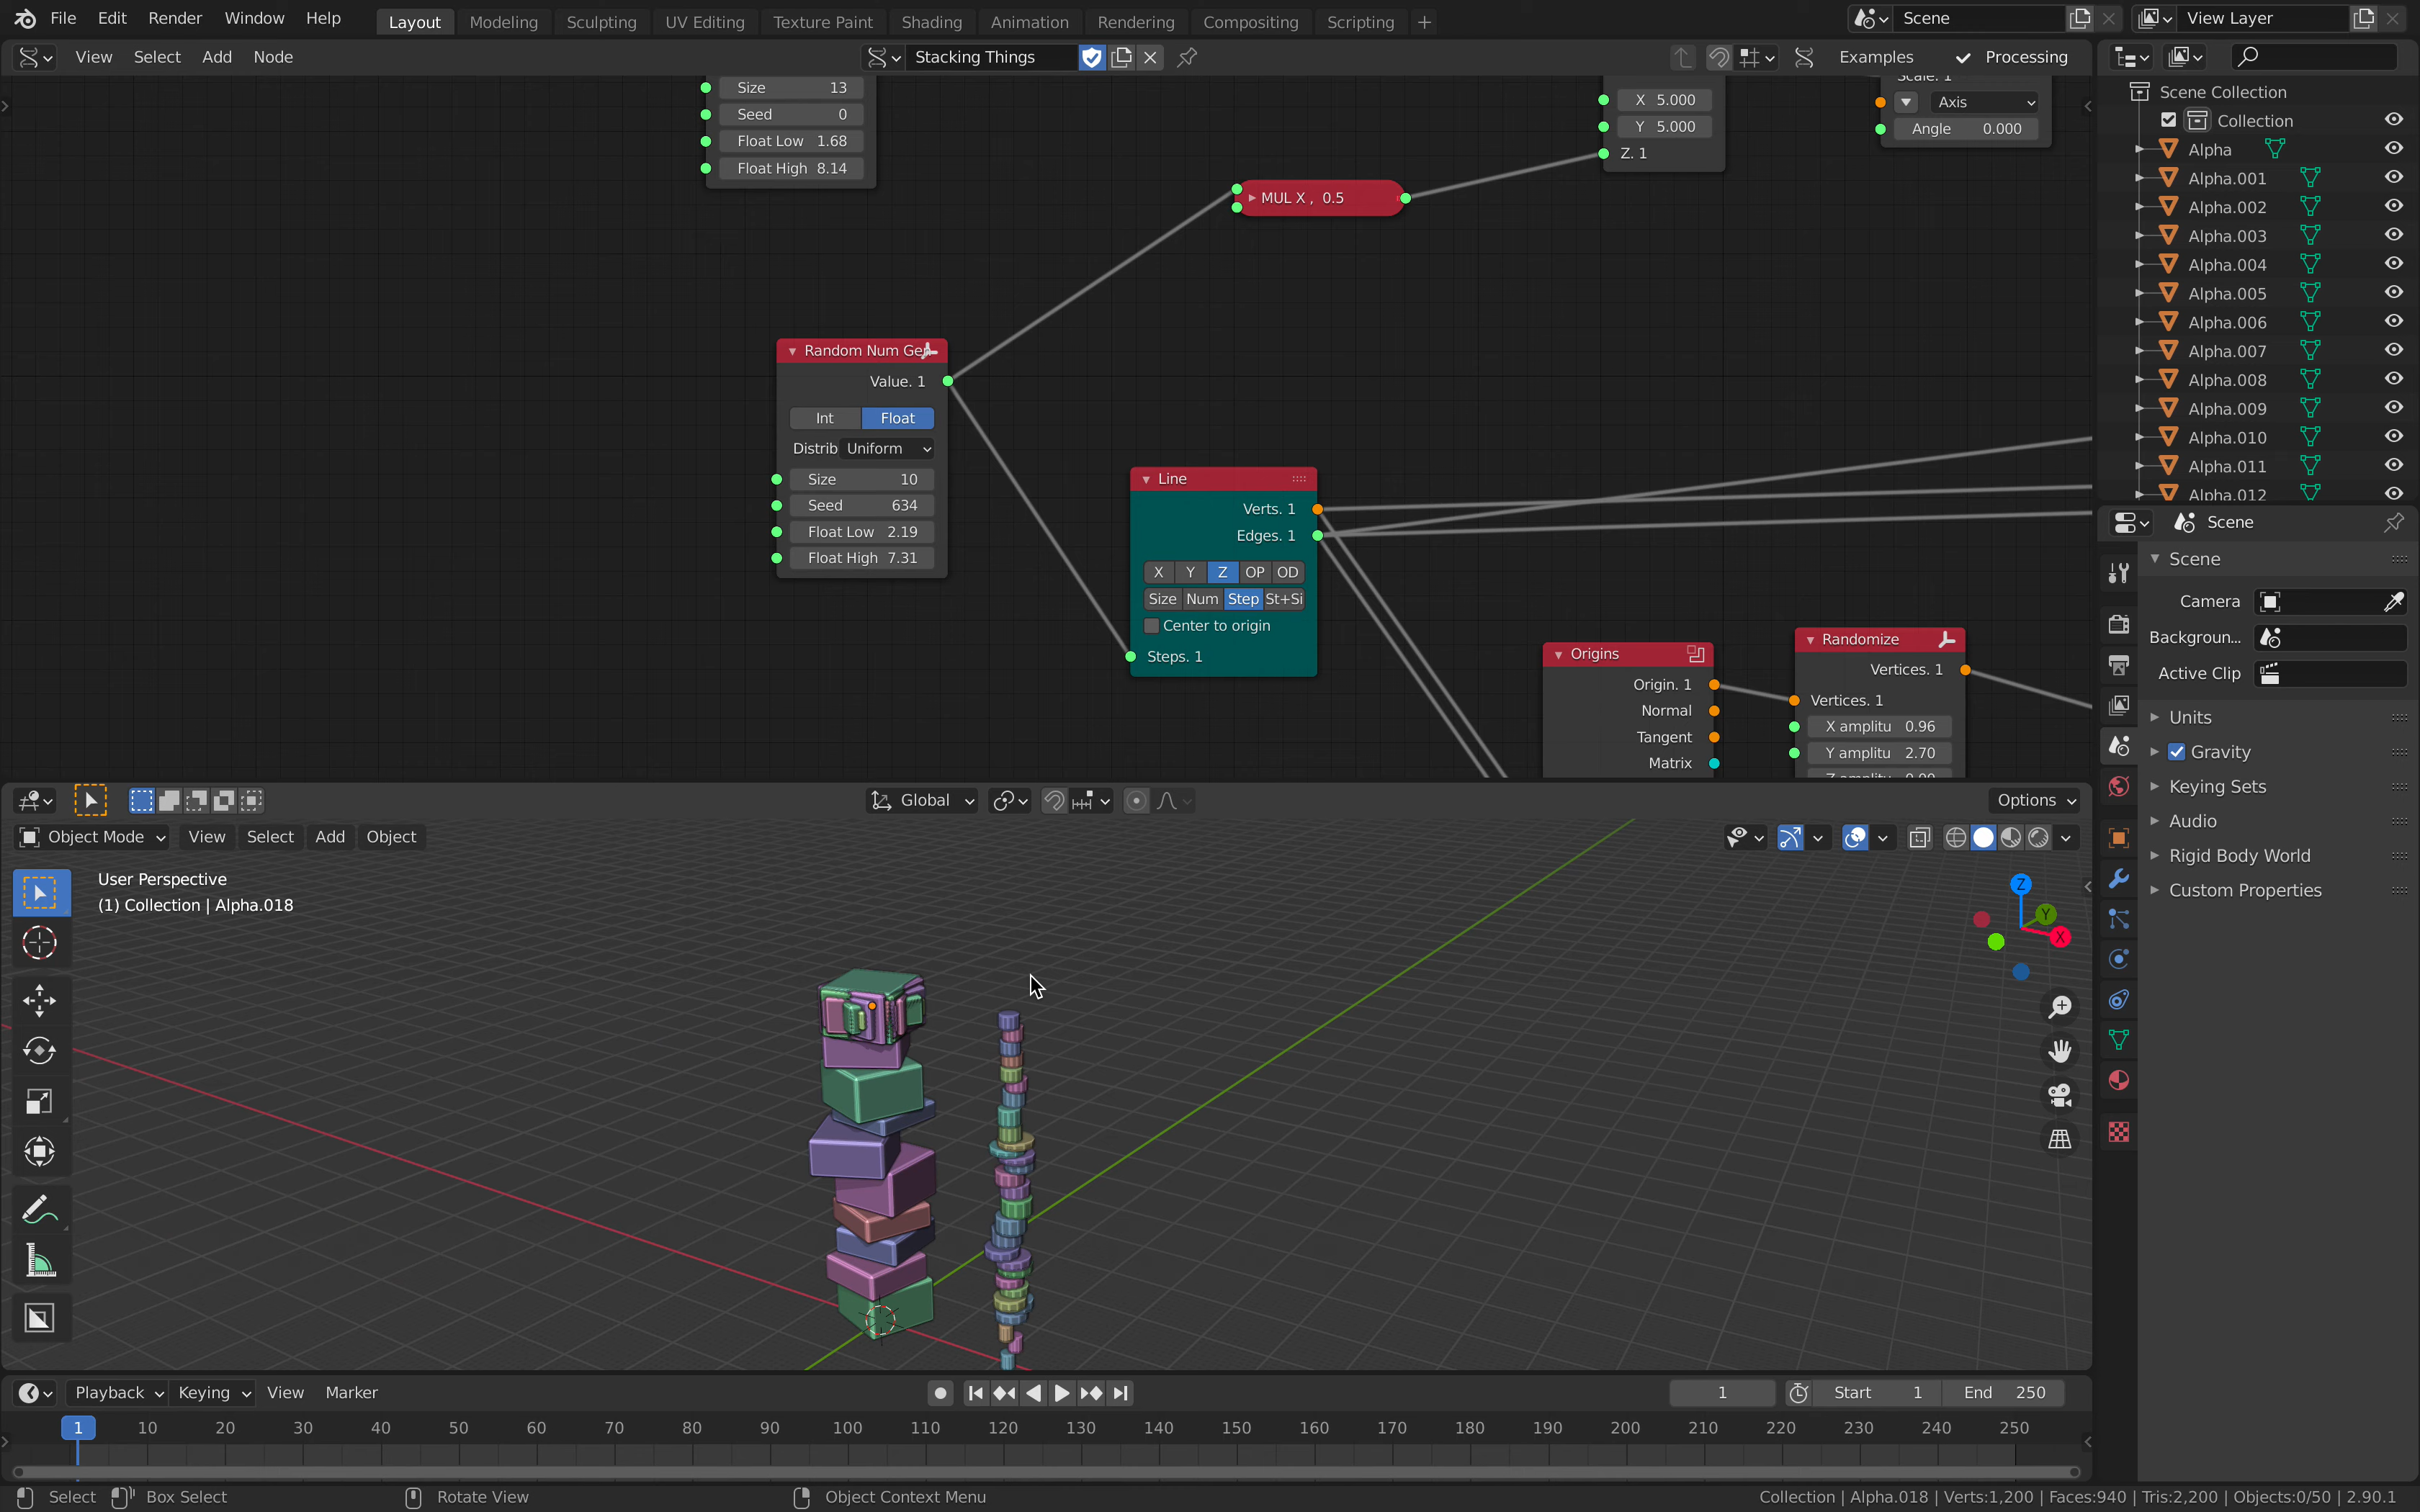 File Edit Render Window Help Layout Modeling Sculpting UV Editing Texture Paint Shading Animation Rendering Compositing Scripting + Scene View Layer
View Select Add Node Stacking Things Examples Processing
Size 13
Seed 0
Float Low 1.68
Float High 8.14
X 5.000
Y 5.000
Z. 1
Scale. 1
Axis
Angle 0.000
MUL X , 0.5
Random Num Gen
Value. 1
Int Float
Distrib Uniform
Size 10
Seed 634
Float Low 2.19
Float High 7.31
Line
Verts. 1
Edges. 1
X Y Z OP OD
Size Num Step St+Si
Center to origin
Steps. 1
Origins
Origin. 1
Normal
Tangent
Matrix
Randomize
Vertices. 1
Vertices. 1
X amplitu 0.96
Y amplitu 2.70
Z amplitu 0.00
Scene Collection
Collection
Alpha
Alpha.001
Alpha.002
Alpha.003
Alpha.004
Alpha.005
Alpha.006
Alpha.007
Alpha.008
Alpha.009
Alpha.010
Alpha.011
Alpha.012
Scene
Scene
Camera
Backgroun...
Active Clip
Units
Gravity
Keying Sets
Audio
Rigid Body World
Custom Properties
Global Options
Object Mode View Select Add Object
User Perspective
(1) Collection | Alpha.018
Z
Y
X
Playback Keying View Marker 1 Start 1 End 250
1 10 20 30 40 50 60 70 80 90 100 110 120 130 140 150 160 170 180 190 200 210 220 230 240 250
Select Box Select Rotate View Object Context Menu Collection | Alpha.018 | Verts:1,200 | Faces:940 | Tris:2,200 | Objects:0/50 | 2.90.1